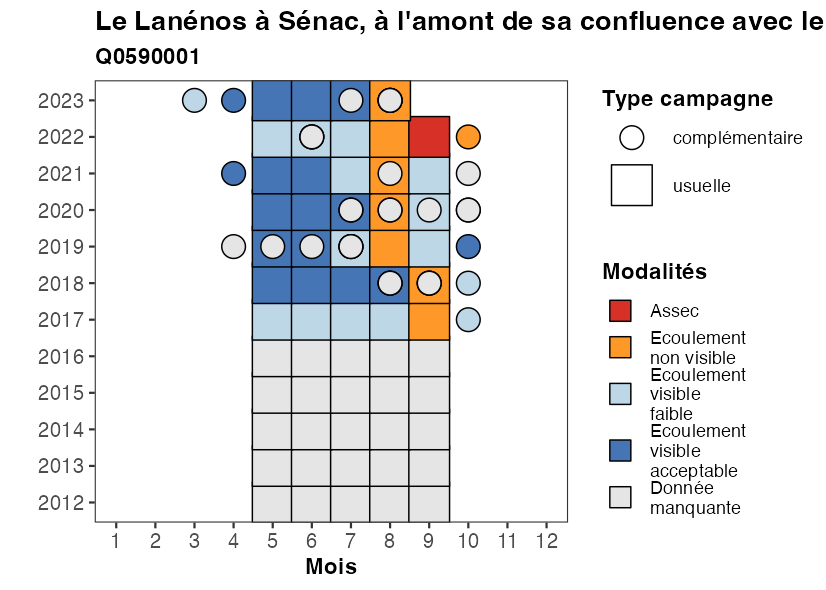 Le Lanénos à Sénac, à l'amont de sa confluence avec le
Q0590001
2023
2022
2021
2020
2019
2018
2017
2016
2015
2014
2013
2012
1 2 3 4 5 6 7 8 9 10 11 12
Mois
Type campagne
complémentaire
usuelle
Modalités
Assec
Ecoulement
non visible
Ecoulement
visible
faible
Ecoulement
visible
acceptable
Donnée
manquante